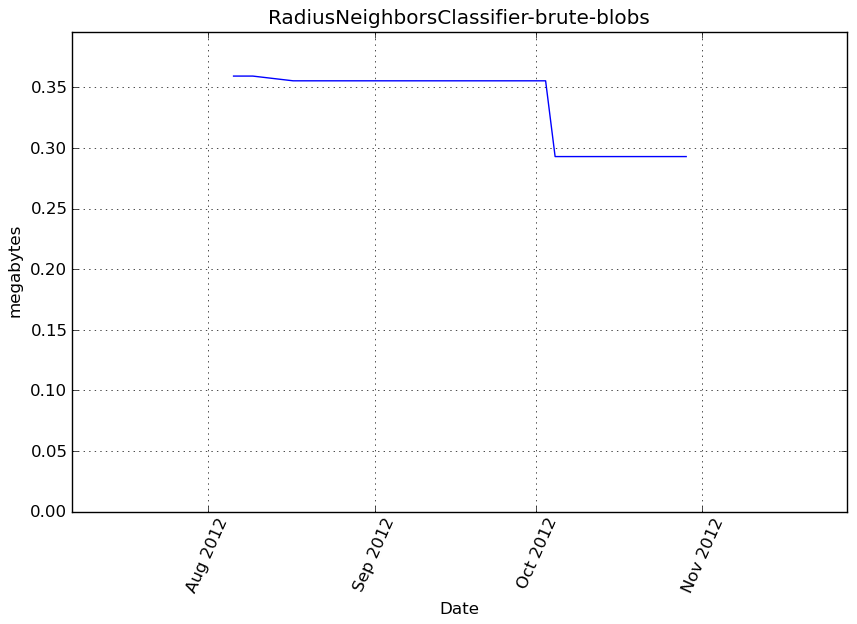 RadiusNeighborsClassifier-brute-blobs
0.35
0.30
0.25
0.20
0.15
0.10
0.05
0.00
megabytes
Aug 2012
Sep 2012
Oct 2012
Nov 2012
Date